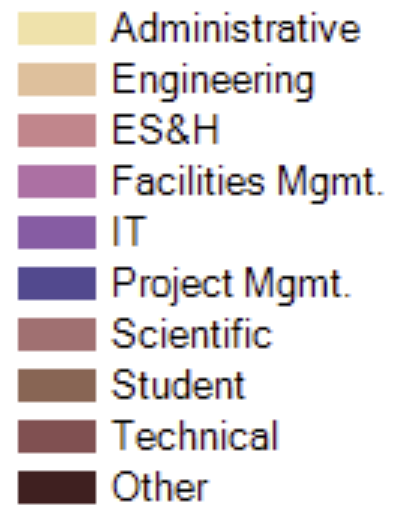 Administrative
Engineering
ES&H
Facilities Mgmt.
IT
Project Mgmt.
Scientific
Student
Technical
Other